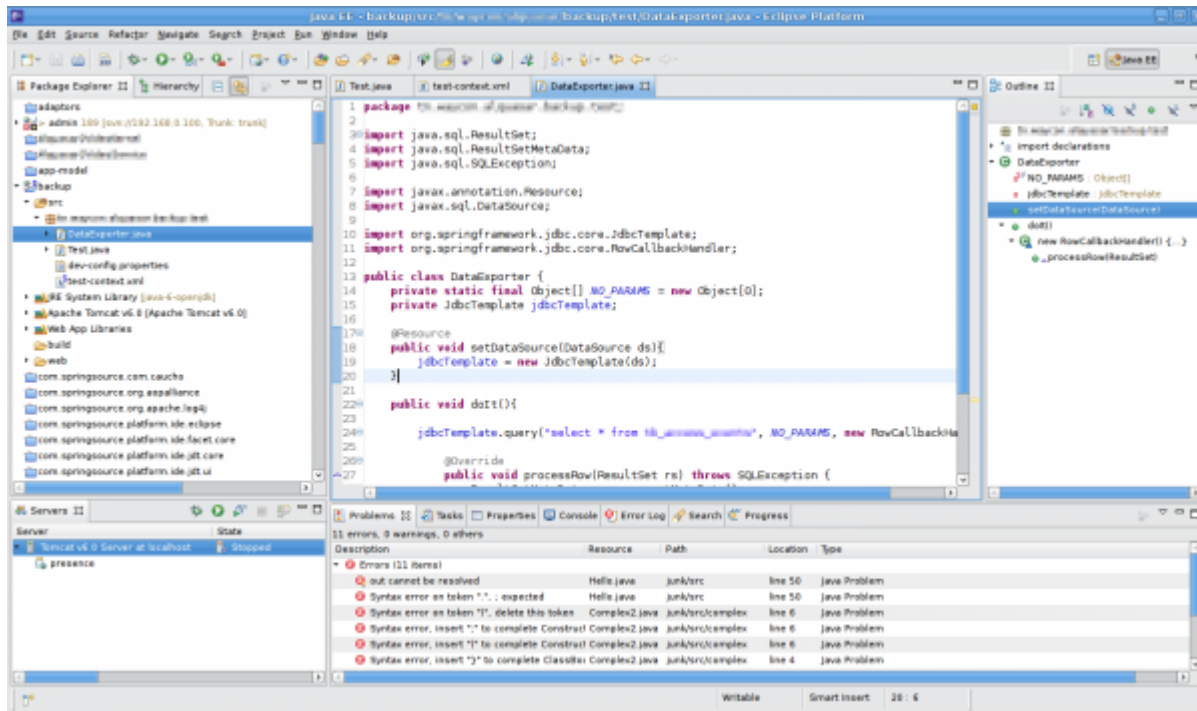 java EE - backup/src/ /backup/test/DataExporter.java - Eclipse Platform
File Edit Source Refactor Navigate Search Project Run Window Help
Java EE
Package Explorer Hierarchy
adaptors
admin 189 [svn://192.168.0.100, Trunk: trunk]
app-model
backup
src
DataExporter.java
Test.java
dev-config.properties
test-context.xml
JRE System Library [java-6-openjdk]
Apache Tomcat v6.0 [Apache Tomcat v6.0]
Web App Libraries
build
web
com.springsource.com.caucho
com.springsource.org.aopalliance
com.springsource.org.apache.log4j
com.springsource.platform.ide.eclipse
com.springsource.platform.ide.facet.core
com.springsource.platform.ide.jdt.core
com.springsource.platform.ide.jdt.ui
Test.java test-context.xml DataExporter.java
1 package
2
3 import java.sql.ResultSet;
4 import java.sql.ResultSetMetaData;
5 import java.sql.SQLException;
6
7 import javax.annotation.Resource;
8 import javax.sql.DataSource;
9
10 import org.springframework.jdbc.core.JdbcTemplate;
11 import org.springframework.jdbc.core.RowCallbackHandler;
12
13 public class DataExporter {
14 private static final Object[] NO_PARAMS = new Object[0];
15 private JdbcTemplate jdbcTemplate;
16
17 @Resource
18 public void setDataSource(DataSource ds){
19 jdbcTemplate = new JdbcTemplate(ds);
20 }
21
22 public void doIt(){
23
24 jdbcTemplate.query("select * from ", NO_PARAMS, new RowCallbackHa
25
26 @Override
27 public void processRow(ResultSet rs) throws SQLException {
Outline
import declarations
DataExporter
NO_PARAMS : Object[]
jdbcTemplate : JdbcTemplate
setDataSource(DataSource)
doIt()
new RowCallbackHandler() {...}
processRow(ResultSet)
Servers
Server State
Tomcat v6.0 Server at localhost Stopped
presence
Problems Tasks Properties Console Error Log Search Progress
11 errors, 0 warnings, 0 others
Description Resource Path Location Type
Errors (11 items)
out cannot be resolved Hello.java junk/src line 50 Java Problem
Syntax error on token ".", ; expected Hello.java junk/src line 50 Java Problem
Syntax error on token ")", delete this token Complex2.java junk/src/complex line 6 Java Problem
Syntax error, insert ";" to complete Construct Complex2.java junk/src/complex line 6 Java Problem
Syntax error, insert ")" to complete Construct Complex2.java junk/src/complex line 6 Java Problem
Syntax error, insert "}" to complete ClassBo Complex2.java junk/src/complex line 4 Java Problem
Writable Smart Insert 20 : 6